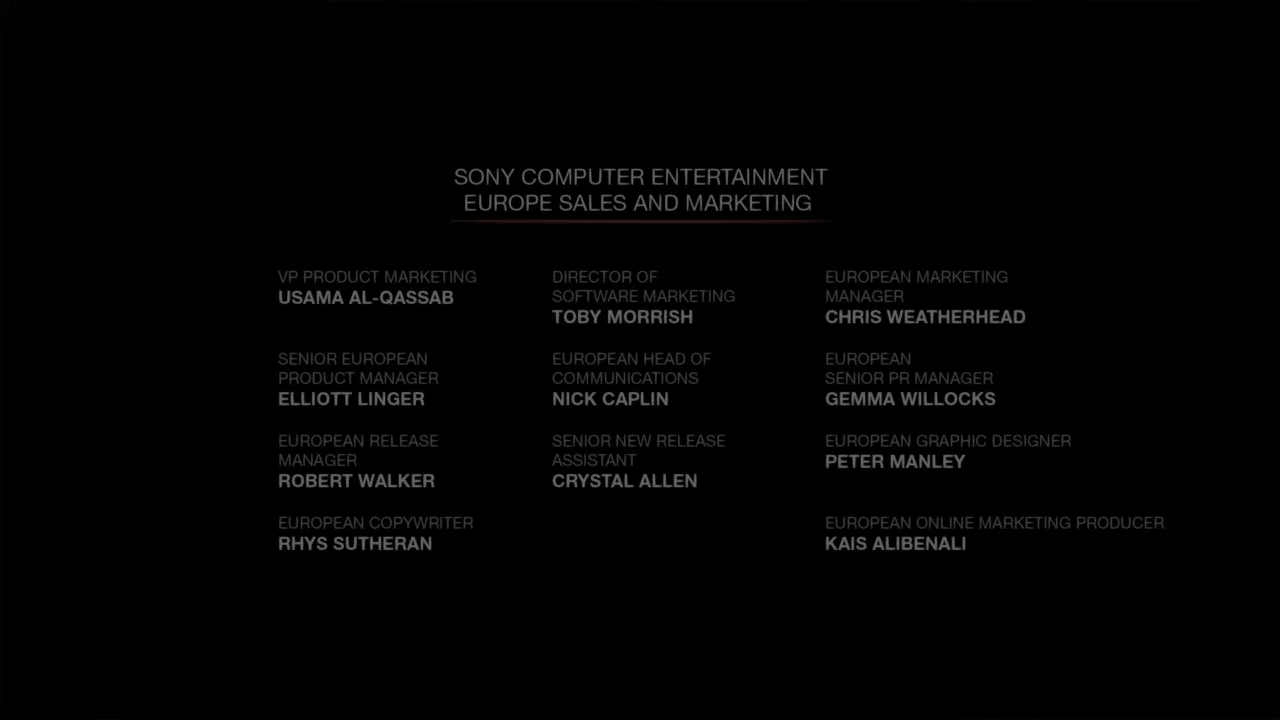 SONY COMPUTER ENTERTAINMENT
EUROPE SALES AND MARKETING
VP PRODUCT MARKETING
USAMA AL-QASSAB
DIRECTOR OF
SOFTWARE MARKETING
TOBY MORRISH
EUROPEAN MARKETING
MANAGER
CHRIS WEATHERHEAD
SENIOR EUROPEAN
PRODUCT MANAGER
ELLIOTT LINGER
EUROPEAN HEAD OF
COMMUNICATIONS
NICK CAPLIN
EUROPEAN
SENIOR PR MANAGER
GEMMA WILLOCKS
EUROPEAN RELEASE
MANAGER
ROBERT WALKER
SENIOR NEW RELEASE
ASSISTANT
CRYSTAL ALLEN
EUROPEAN GRAPHIC DESIGNER
PETER MANLEY
EUROPEAN COPYWRITER
RHYS SUTHERAN
EUROPEAN ONLINE MARKETING PRODUCER
KAIS ALIBENALI